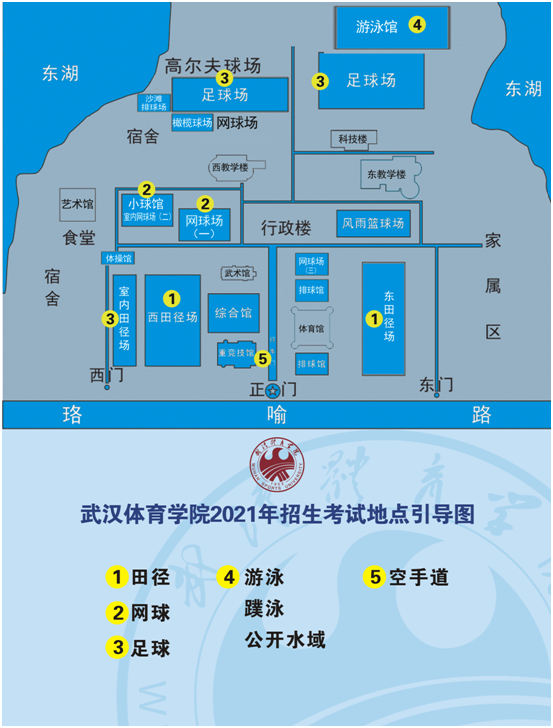 游泳馆 4
东湖
高尔夫球场
3
足球场
3
足球场
东湖
沙滩
排球场
橄榄球场
网球场
宿舍
科技楼
西教学楼
东教学楼
艺术馆
2
小球馆
室内网球场（二）
2
网球场
（一）
行政楼
风雨篮球场
食堂
体操馆
家属区
宿舍
武术馆
网球场
（三）
排球馆
3
室内田径场
1
西田径场
综合馆
体育馆
1
东田径场
重竞技馆
5
排球馆
西门
正门
东门
珞喻路
武汉体育学院
WUHAN SPORTS UNIVERSITY
武汉体育学院2021年招生考试地点引导图
1 田径
2 网球
3 足球
4 游泳
蹼泳
公开水域
5 空手道